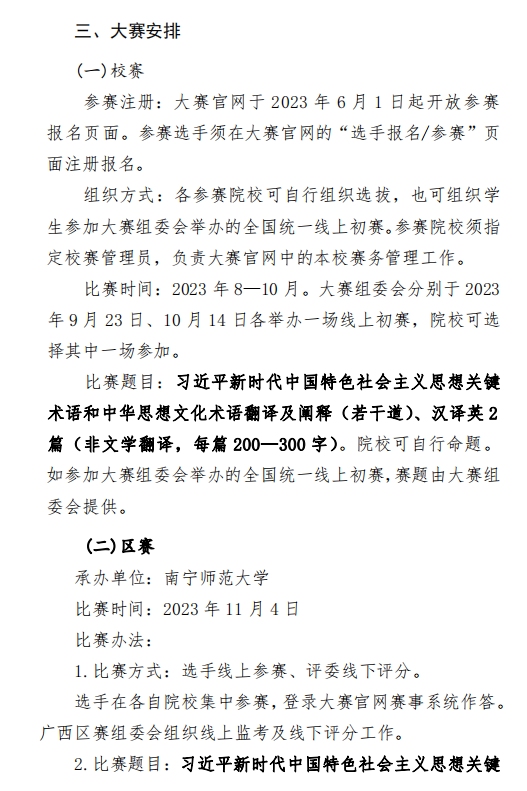 三、大赛安排
(一)校赛
参赛注册：大赛官网于 2023 年 6 月 1 日起开放参赛
报名页面。参赛选手须在大赛官网的“选手报名/参赛”页
面注册报名。
组织方式：各参赛院校可自行组织选拔，也可组织学
生参加大赛组委会举办的全国统一线上初赛。参赛院校须指
定校赛管理员，负责大赛官网中的本校赛务管理工作。
比赛时间：2023 年 8—10 月。大赛组委会分别于 2023
年 9 月 23 日、10 月 14 日各举办一场线上初赛，院校可选
择其中一场参加。
比赛题目：习近平新时代中国特色社会主义思想关键
术语和中华思想文化术语翻译及阐释（若干道）、汉译英 2
篇（非文学翻译，每篇 200—300 字）。院校可自行命题。
如参加大赛组委会举办的全国统一线上初赛，赛题由大赛组
委会提供。
(二)区赛
承办单位：南宁师范大学
比赛时间：2023 年 11 月 4 日
比赛办法：
1.比赛方式：选手线上参赛、评委线下评分。
选手在各自院校集中参赛，登录大赛官网赛事系统作答。
广西区赛组委会组织线上监考及线下评分工作。
2.比赛题目：习近平新时代中国特色社会主义思想关键